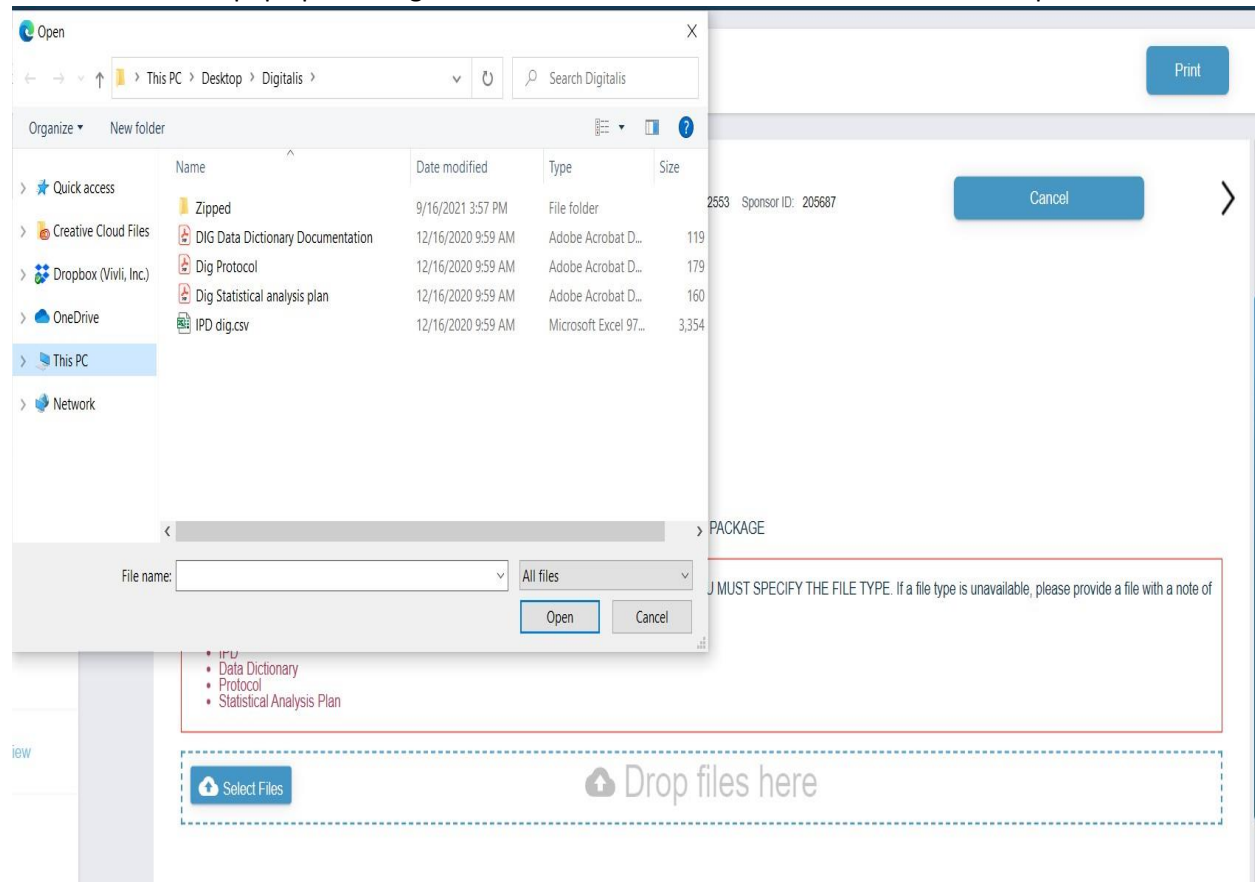 Open
X
This PC > Desktop > Digitalis >
Search Digitalis
Print
Organize
New folder
?
Name
Date modified
Type
Size
Quick access
Creative Cloud Files
Dropbox (Vivli, Inc.)
OneDrive
This PC
Network
Zipped 9/16/2021 3:57 PM File folder
DIG Data Dictionary Documentation 12/16/2020 9:59 AM Adobe Acrobat D... 119
Dig Protocol 12/16/2020 9:59 AM Adobe Acrobat D... 179
Dig Statistical analysis plan 12/16/2020 9:59 AM Adobe Acrobat D... 160
IPD dig.csv 12/16/2020 9:59 AM Microsoft Excel 97... 3,354
2553 Sponsor ID: 205687
Cancel
PACKAGE
File name:
All files
Open
Cancel
MUST SPECIFY THE FILE TYPE. If a file type is unavailable, please provide a file with a note of
• IPD
• Data Dictionary
• Protocol
• Statistical Analysis Plan
iew
Select Files
Drop files here